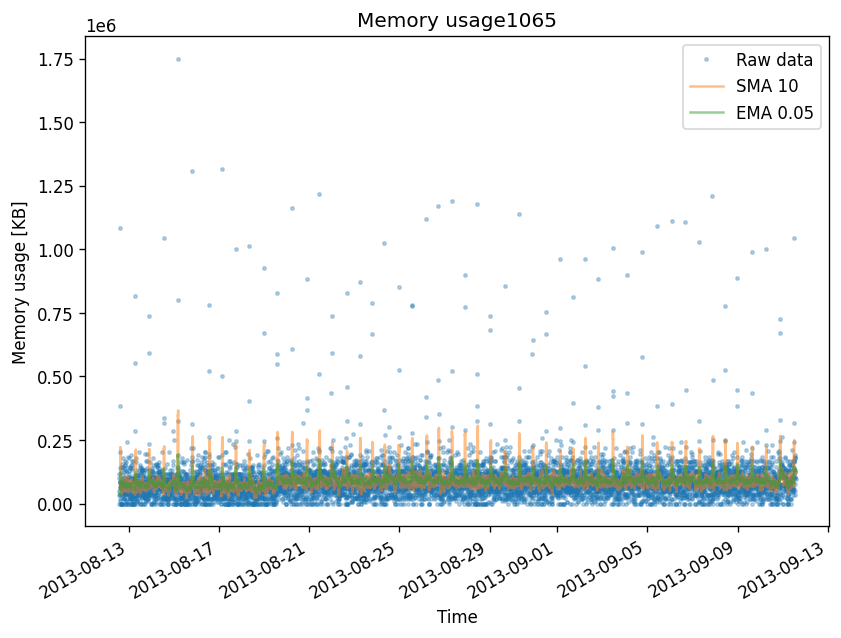 Memory usage1065
1e6
Raw data
SMA 10
EMA 0.05
1.75
1.50
1.25
1.00
0.75
0.50
0.25
0.00
Memory usage [KB]
2013-08-13
2013-08-17
2013-08-21
2013-08-25
2013-08-29
2013-09-01
2013-09-05
2013-09-09
2013-09-13
Time